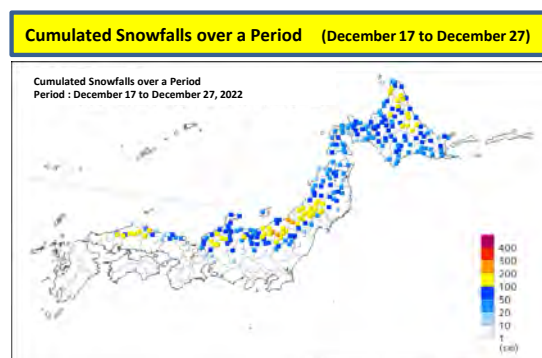 Cumulated Snowfalls over a Period (December 17 to December 27)
Cumulated Snowfalls over a Period
Period : December 17 to December 27, 2022
400
300
200
100
50
20
10
1
(cm)